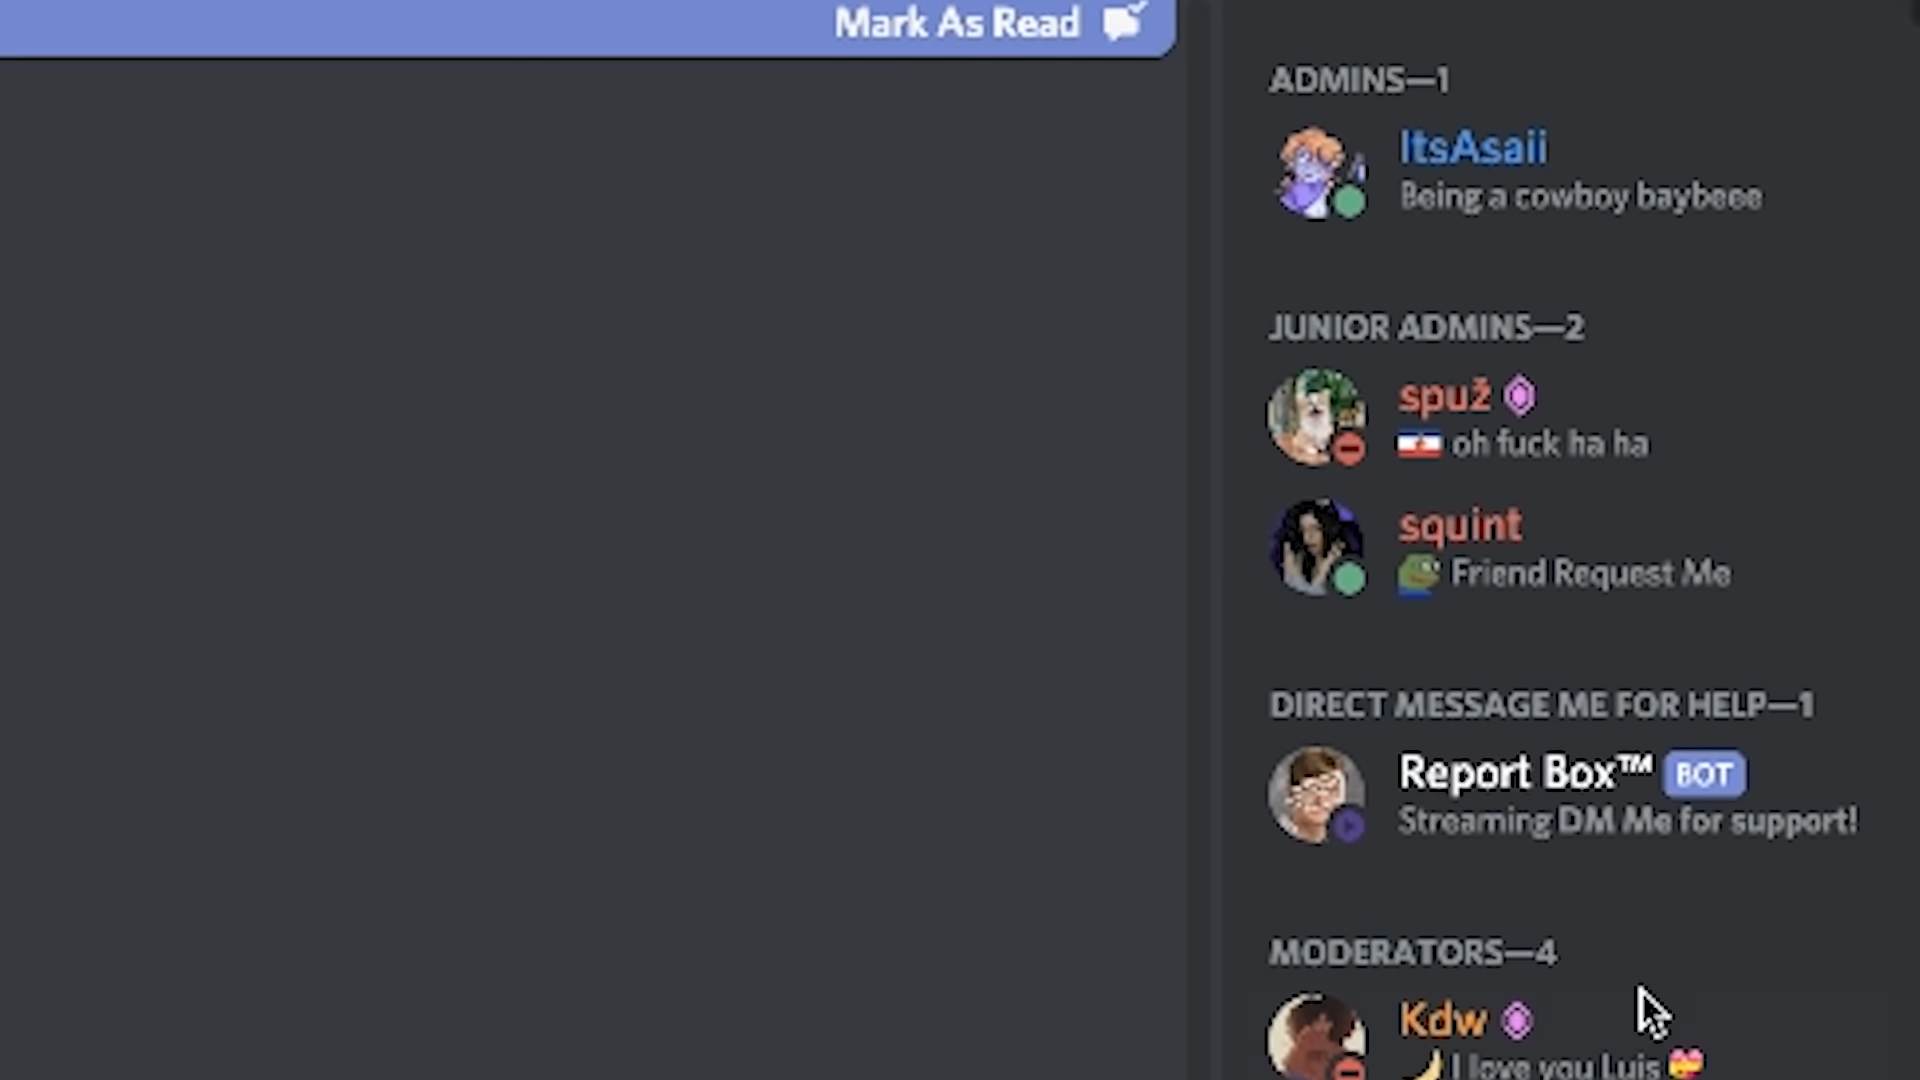 Mark As Read
ADMINS—1
ItsAsaii
Being a cowboy baybeee
JUNIOR ADMINS—2
spuž
oh fuck ha ha
squint
Friend Request Me
DIRECT MESSAGE ME FOR HELP—1
Report Box™ BOT
Streaming DM Me for support!
MODERATORS—4
Kdw
I love you Luis